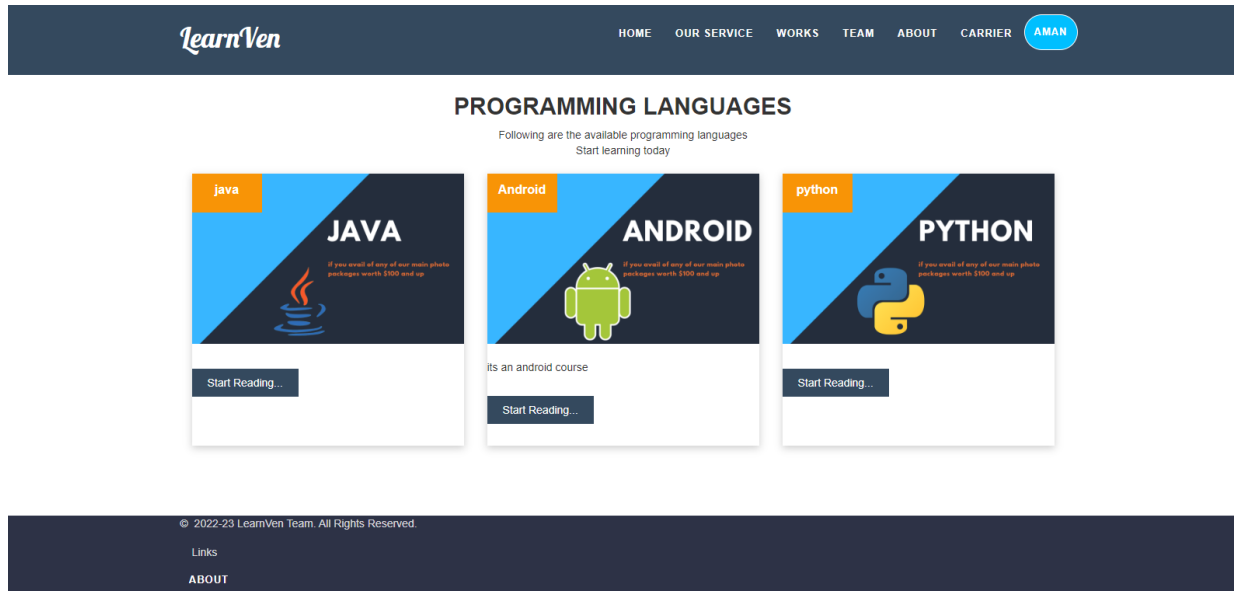 LearnVen
HOME OUR SERVICE WORKS TEAM ABOUT CARRIER AMAN
PROGRAMMING LANGUAGES
Following are the available programming languages
Start learning today
java
JAVA
if you avail of any of our main photo
packages worth $100 and up
Start Reading...
Android
ANDROID
if you avail of any of our main photo
packages worth $100 and up
its an android course
Start Reading...
python
PYTHON
if you avail of any of our main photo
packages worth $100 and up
Start Reading...
© 2022-23 LearnVen Team. All Rights Reserved.
Links
ABOUT